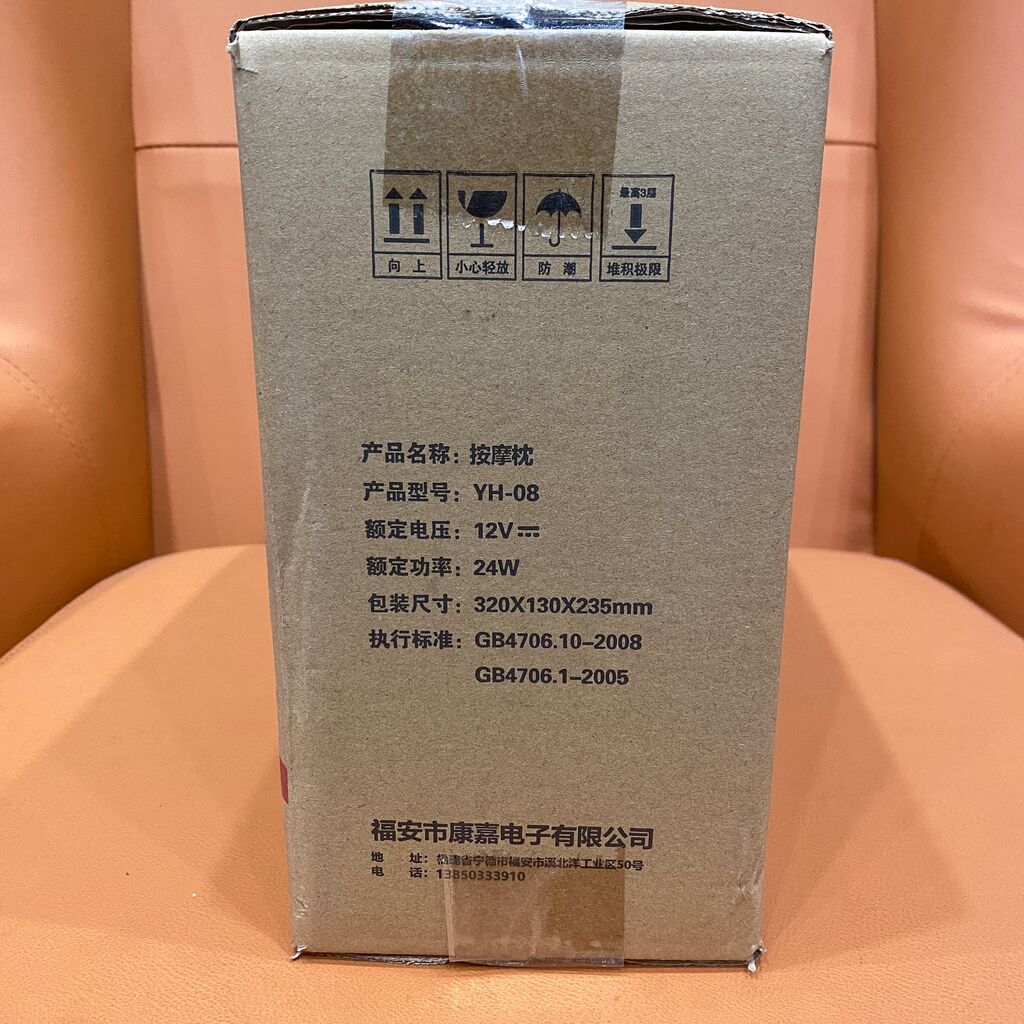 最高3层
向上 小心轻放 防潮 堆积极限
产品名称：按摩枕
产品型号：YH-08
额定电压：12V⎓
额定功率：24W
包装尺寸：320X130X235mm
执行标准：GB4706.10-2008
GB4706.1-2005
福安市康嘉电子有限公司
地址：福建省宁德市福安市溪北洋工业区50号
电话：13850333910